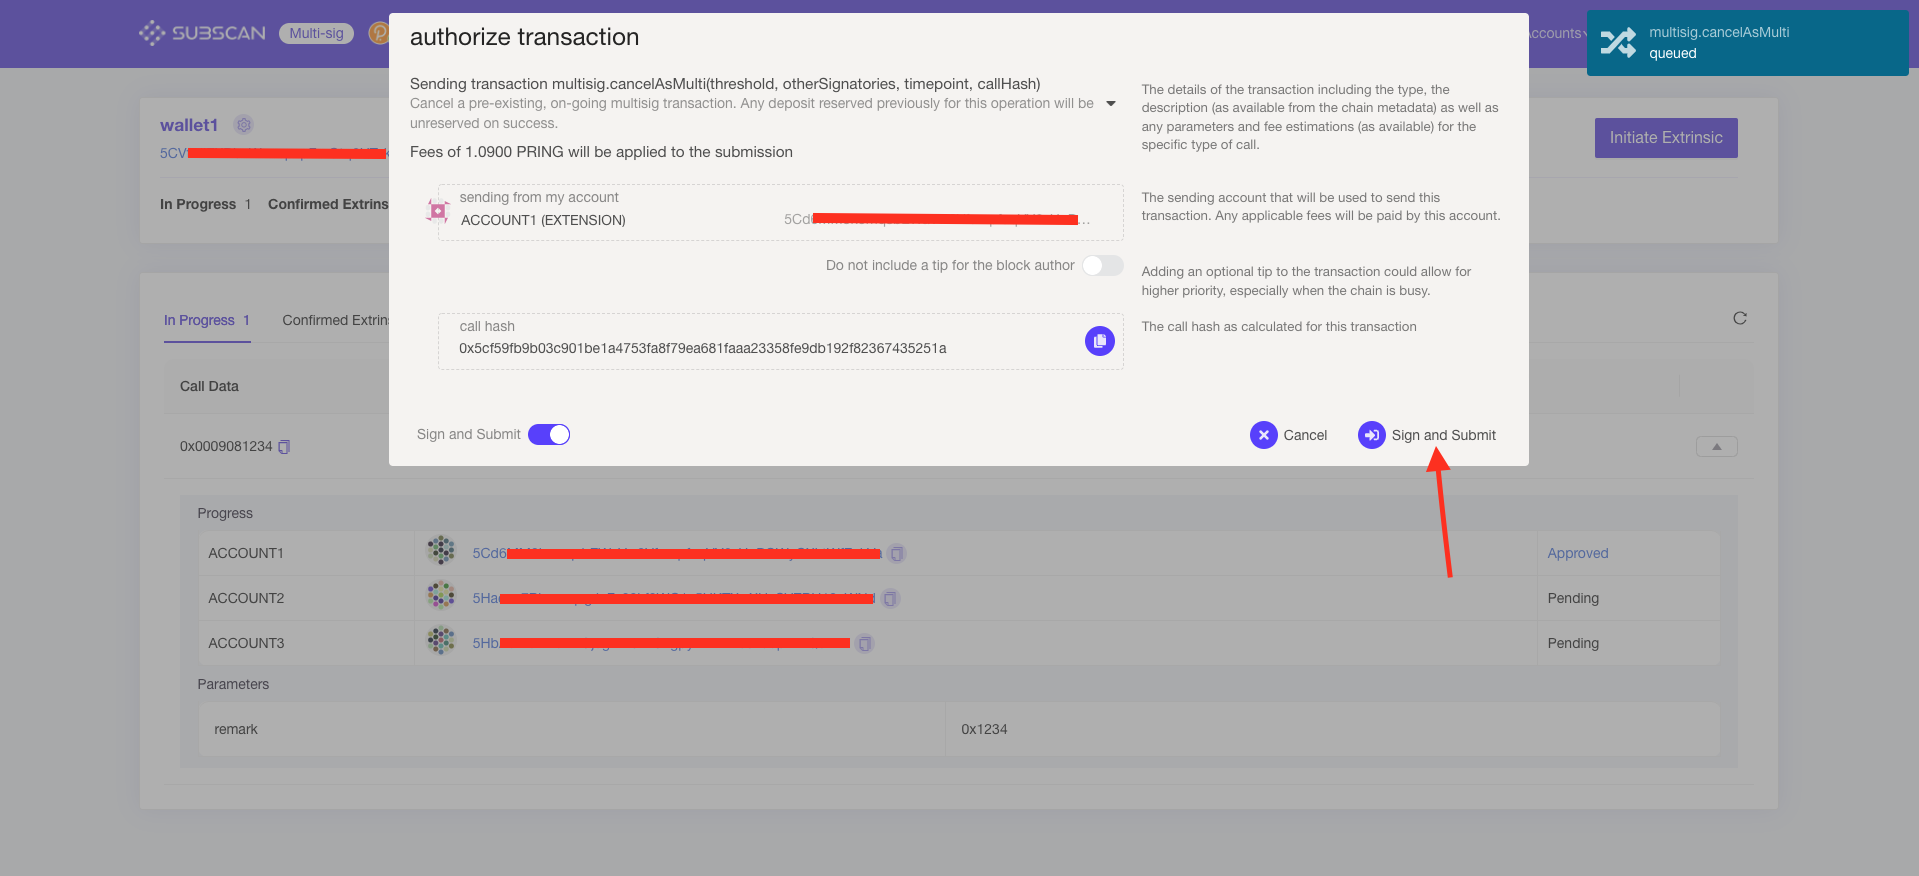 SUBSCAN Multi-sig
Accounts
multisig.cancelAsMulti
queued
authorize transaction
Sending transaction multisig.cancelAsMulti(threshold, otherSignatories, timepoint, callHash)
Cancel a pre-existing, on-going multisig transaction. Any deposit reserved previously for this operation will be
unreserved on success.
Fees of 1.0900 PRING will be applied to the submission
The details of the transaction including the type, the
description (as available from the chain metadata) as well as
any parameters and fee estimations (as available) for the
specific type of call.
sending from my account
ACCOUNT1 (EXTENSION)
5Cd
The sending account that will be used to send this
transaction. Any applicable fees will be paid by this account.
Do not include a tip for the block author
Adding an optional tip to the transaction could allow for
higher priority, especially when the chain is busy.
call hash
0x5cf59fb9b03c901be1a4753fa8f79ea681faaa23358fe9db192f82367435251a
The call hash as calculated for this transaction
Sign and Submit
Cancel
Sign and Submit
wallet1
5CV
Initiate Extrinsic
In Progress 1 Confirmed Extrins
In Progress 1 Confirmed Extrin
Call Data
0x0009081234
Progress
ACCOUNT1 5Cd6 Approved
ACCOUNT2 5Ha Pending
ACCOUNT3 5Hb Pending
Parameters
remark 0x1234